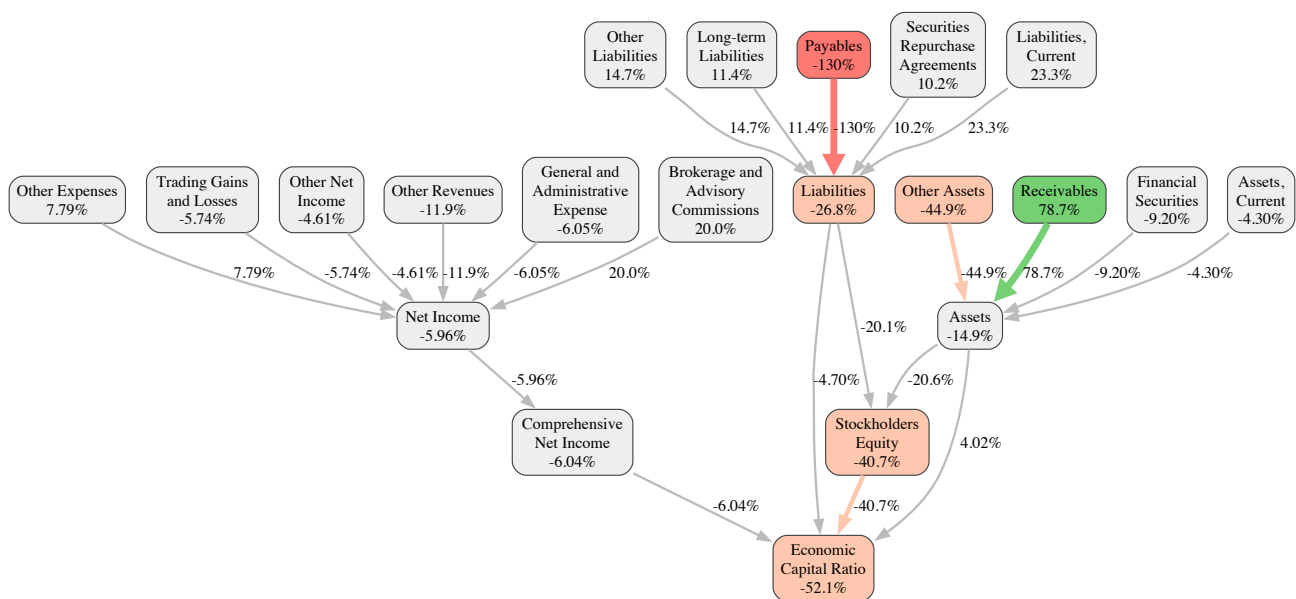 Other
Liabilities
14.7%
Long-term
Liabilities
11.4%
Payables
-130%
Securities
Repurchase
Agreements
10.2%
Liabilities,
Current
23.3%
14.7%
11.4%
-130%
10.2%
23.3%
Other Expenses
7.79%
Trading Gains
and Losses
-5.74%
Other Net
Income
-4.61%
Other Revenues
-11.9%
General and
Administrative
Expense
-6.05%
Brokerage and
Advisory
Commissions
20.0%
Liabilities
-26.8%
Other Assets
-44.9%
Receivables
78.7%
Financial
Securities
-9.20%
Assets,
Current
-4.30%
7.79%
-5.74%
-4.61%
-11.9%
-6.05%
20.0%
-44.9%
78.7%
-9.20%
-4.30%
Net Income
-5.96%
-20.1%
Assets
-14.9%
-5.96%
-4.70%
-20.6%
Comprehensive
Net Income
-6.04%
Stockholders
Equity
-40.7%
4.02%
-6.04%
-40.7%
Economic
Capital Ratio
-52.1%